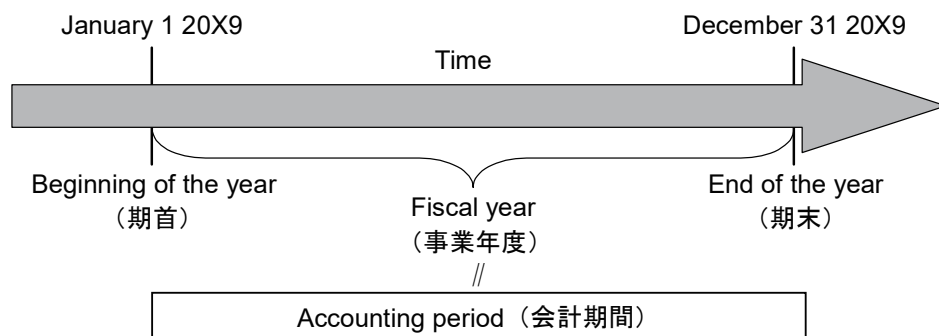 January 1 20X9
December 31 20X9
Time
Beginning of the year
（期首）
End of the year
（期末）
Fiscal year
（事業年度）
//
Accounting period（会計期間）